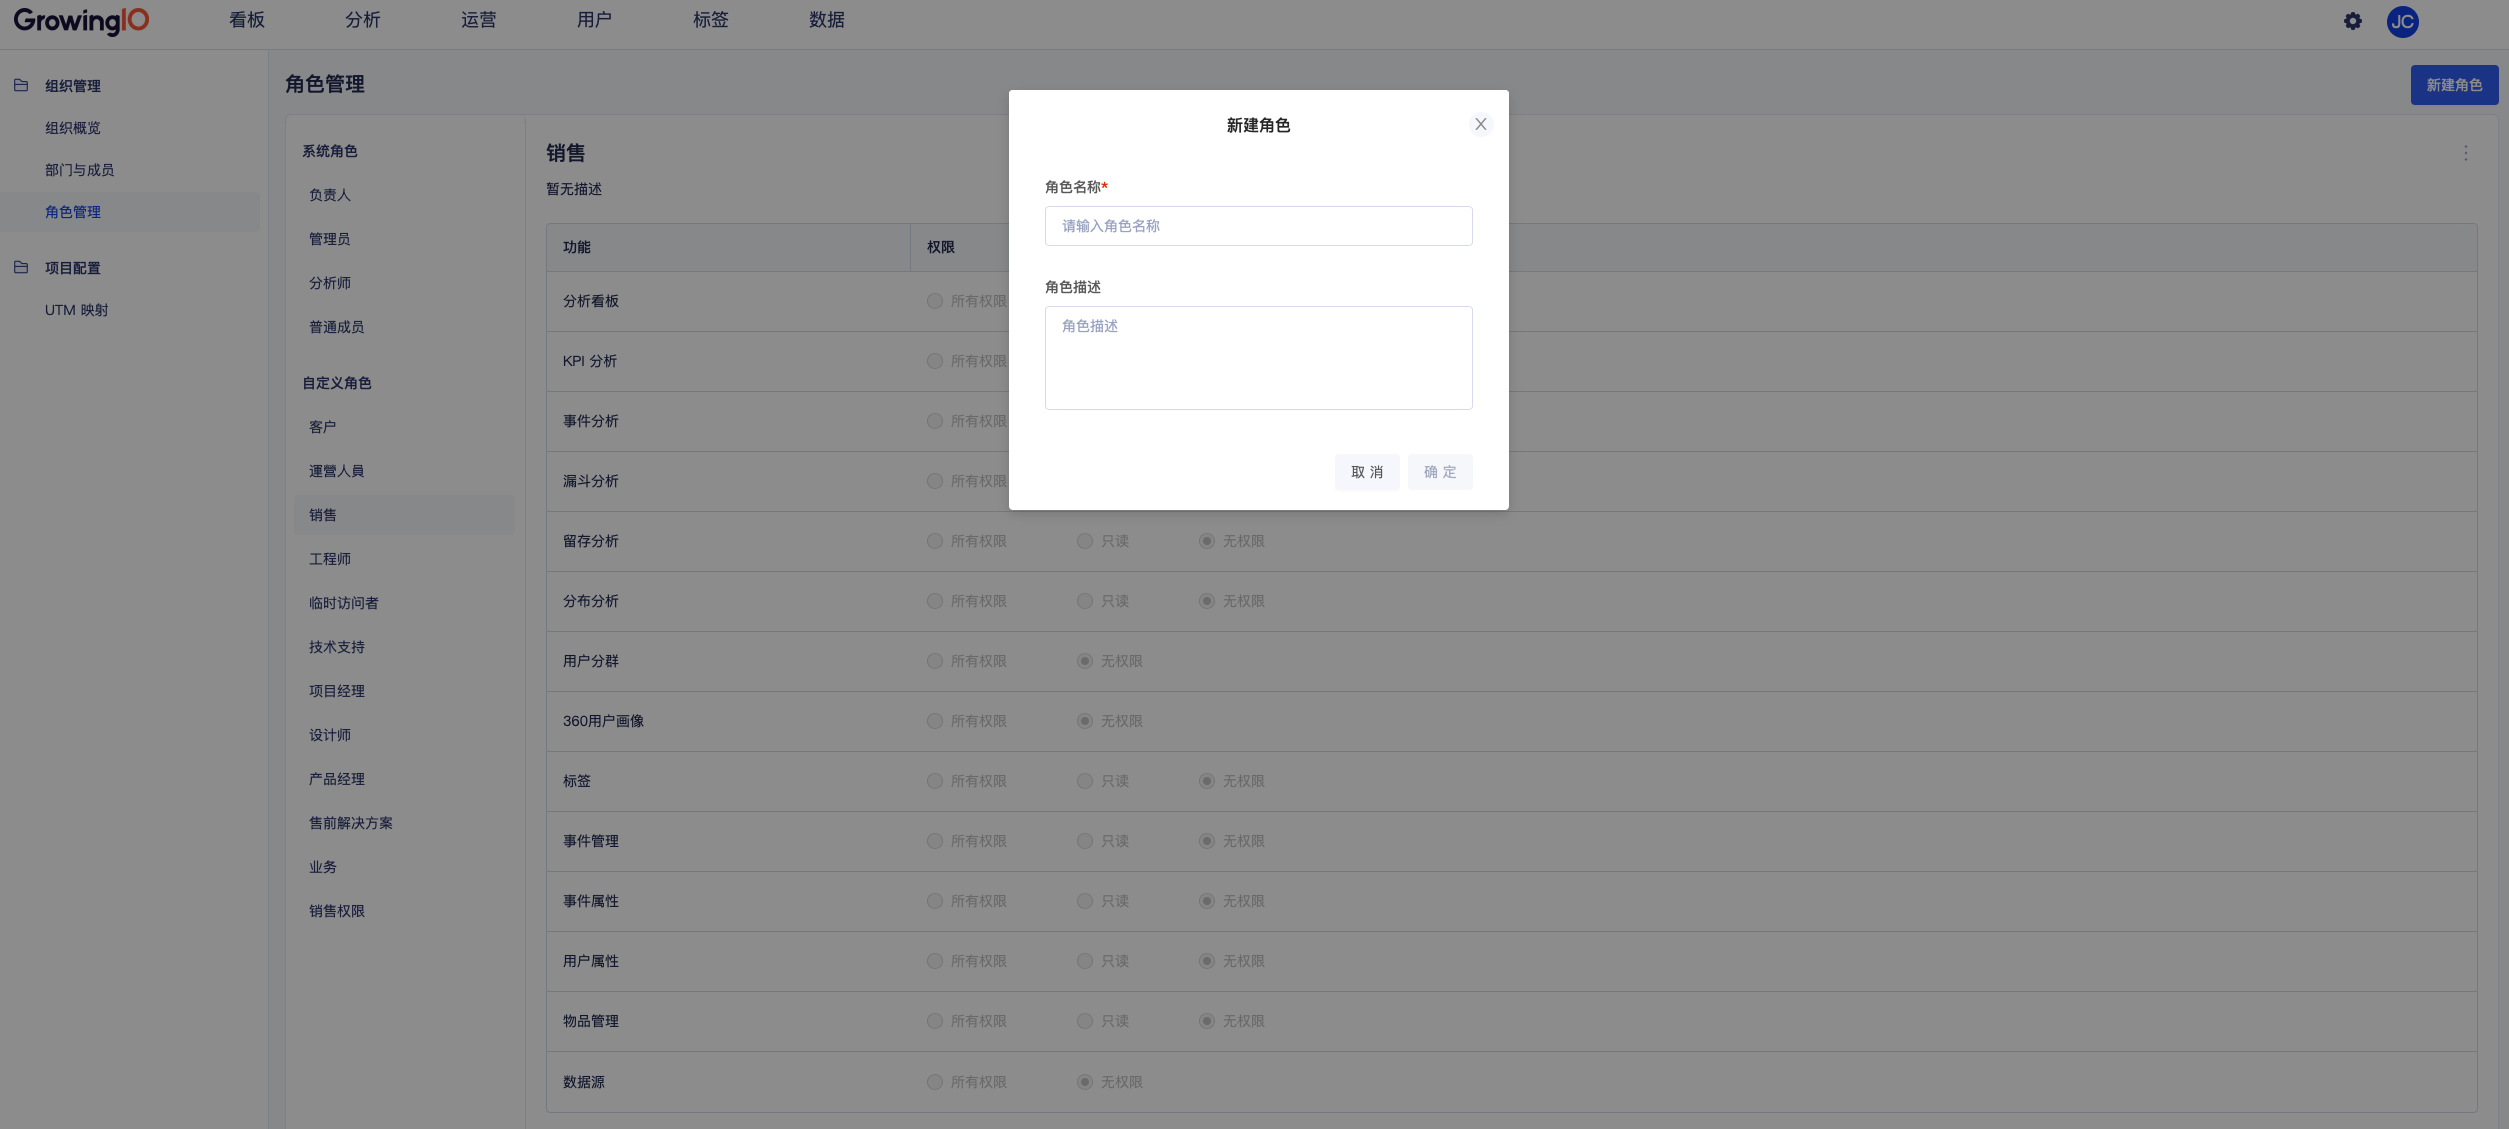 GrowingIO
看板 分析 运营 用户 标签 数据
JC
组织管理
组织概览
部门与成员
角色管理
项目配置
UTM 映射
角色管理
新建角色
系统角色
负责人
管理员
分析师
普通成员
自定义角色
客户
運營人員
销售
工程师
临时访问者
技术支持
项目经理
设计师
产品经理
售前解决方案
业务
销售权限
销售
暂无描述
功能 权限
分析看板 所有权限
KPI 分析 所有权限
事件分析 所有权限
漏斗分析 所有权限
留存分析 所有权限 只读 无权限
分布分析 所有权限 只读 无权限
用户分群 所有权限 无权限
360用户画像 所有权限 无权限
标签 所有权限 只读 无权限
事件管理 所有权限 只读 无权限
事件属性 所有权限 只读 无权限
用户属性 所有权限 只读 无权限
物品管理 所有权限 只读 无权限
数据源 所有权限 无权限
新建角色
角色名称*
请输入角色名称
角色描述
角色描述
取 消 确 定